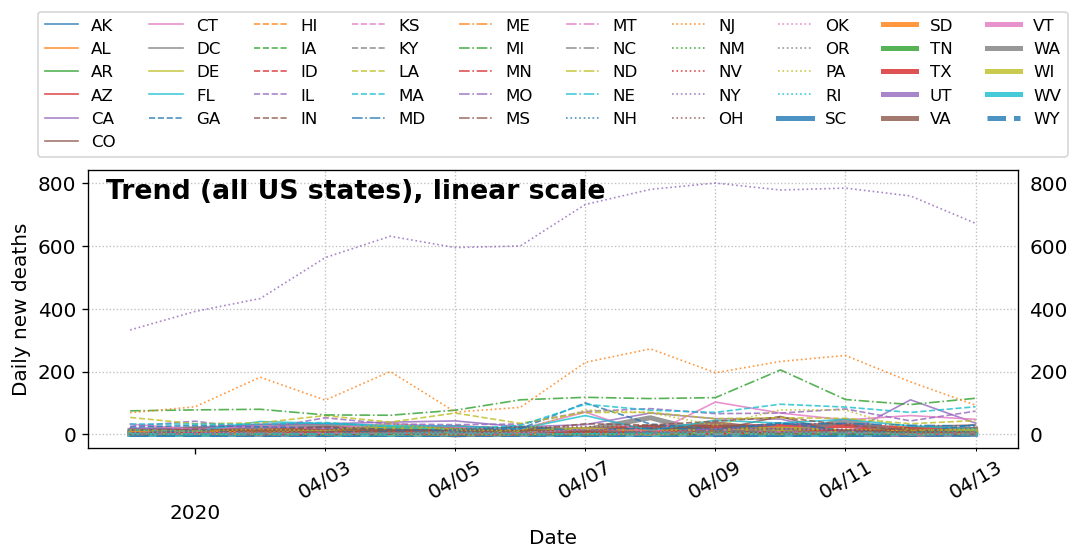 AK CT HI KS ME MT NJ OK SD VT
AL DC IA KY MI NC NM OR TN WA
AR DE ID LA MN ND NV PA TX WI
AZ FL IL MA MO NE NY RI UT WV
CA GA IN MD MS NH OH SC VA WY
CO
Trend (all US states), linear scale
800 800
600 600
400 400
200 200
0 0
Daily new deaths
04/03 04/05 04/07 04/09 04/11 04/13
2020
Date